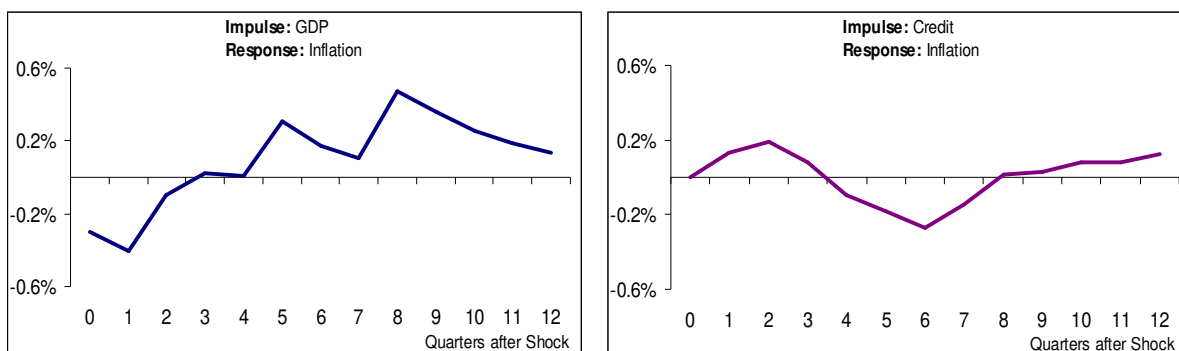 Impulse: GDP
Response: Inflation
0.6%
0.2%
-0.2%
-0.6%
0 1 2 3 4 5 6 7 8 9 10 11 12
Quarters after Shock
Impulse: Credit
Response: Inflation
0.6%
0.2%
-0.2%
-0.6%
0 1 2 3 4 5 6 7 8 9 10 11 12
Quarters after Shock